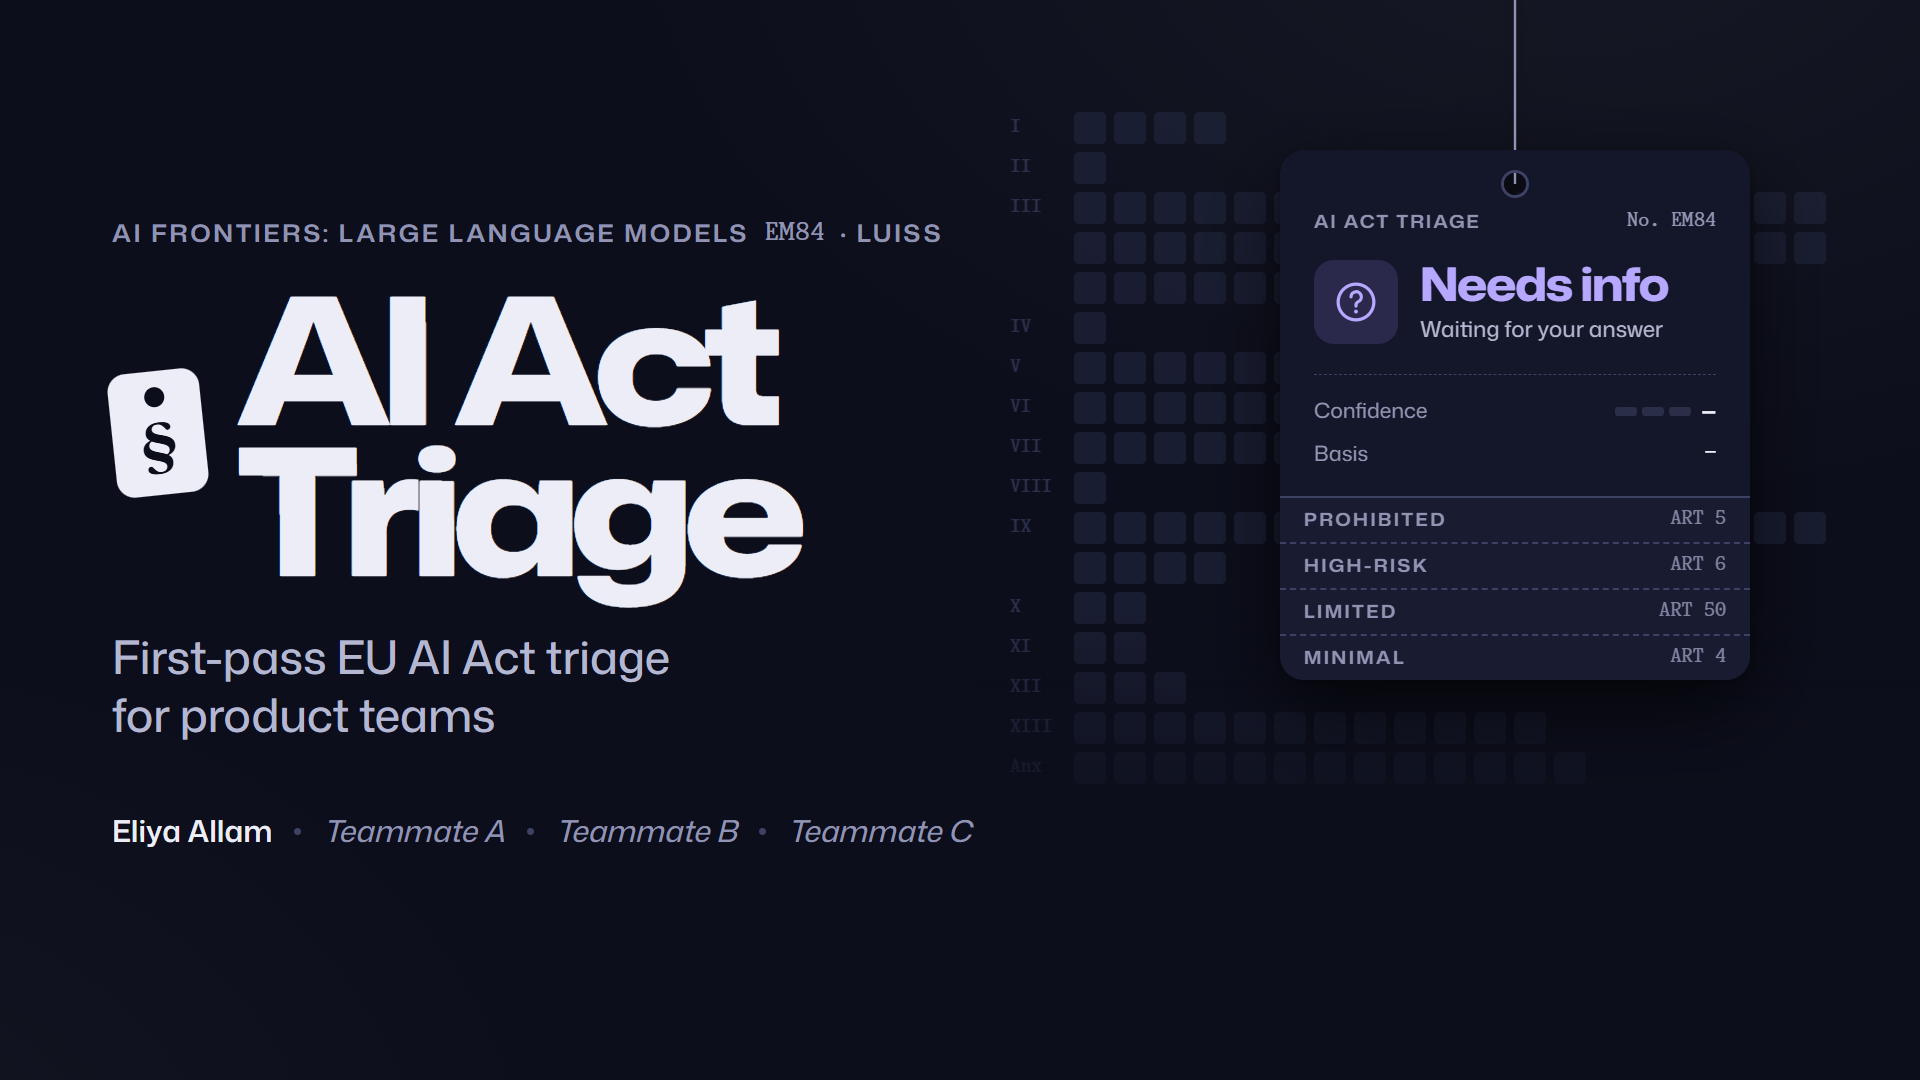 AI FRONTIERS: LARGE LANGUAGE MODELS EM84 · LUISS
§
AI Act
Triage
First-pass EU AI Act triage
for product teams
Eliya Allam • Teammate A • Teammate B • Teammate C
I
II
III
IV
V
VI
VII
VIII
IX
X
XI
XII
XIII
Anx
AI ACT TRIAGE No. EM84
Needs info
Waiting for your answer
Confidence –
Basis –
PROHIBITED ART 5
HIGH-RISK ART 6
LIMITED ART 50
MINIMAL ART 4